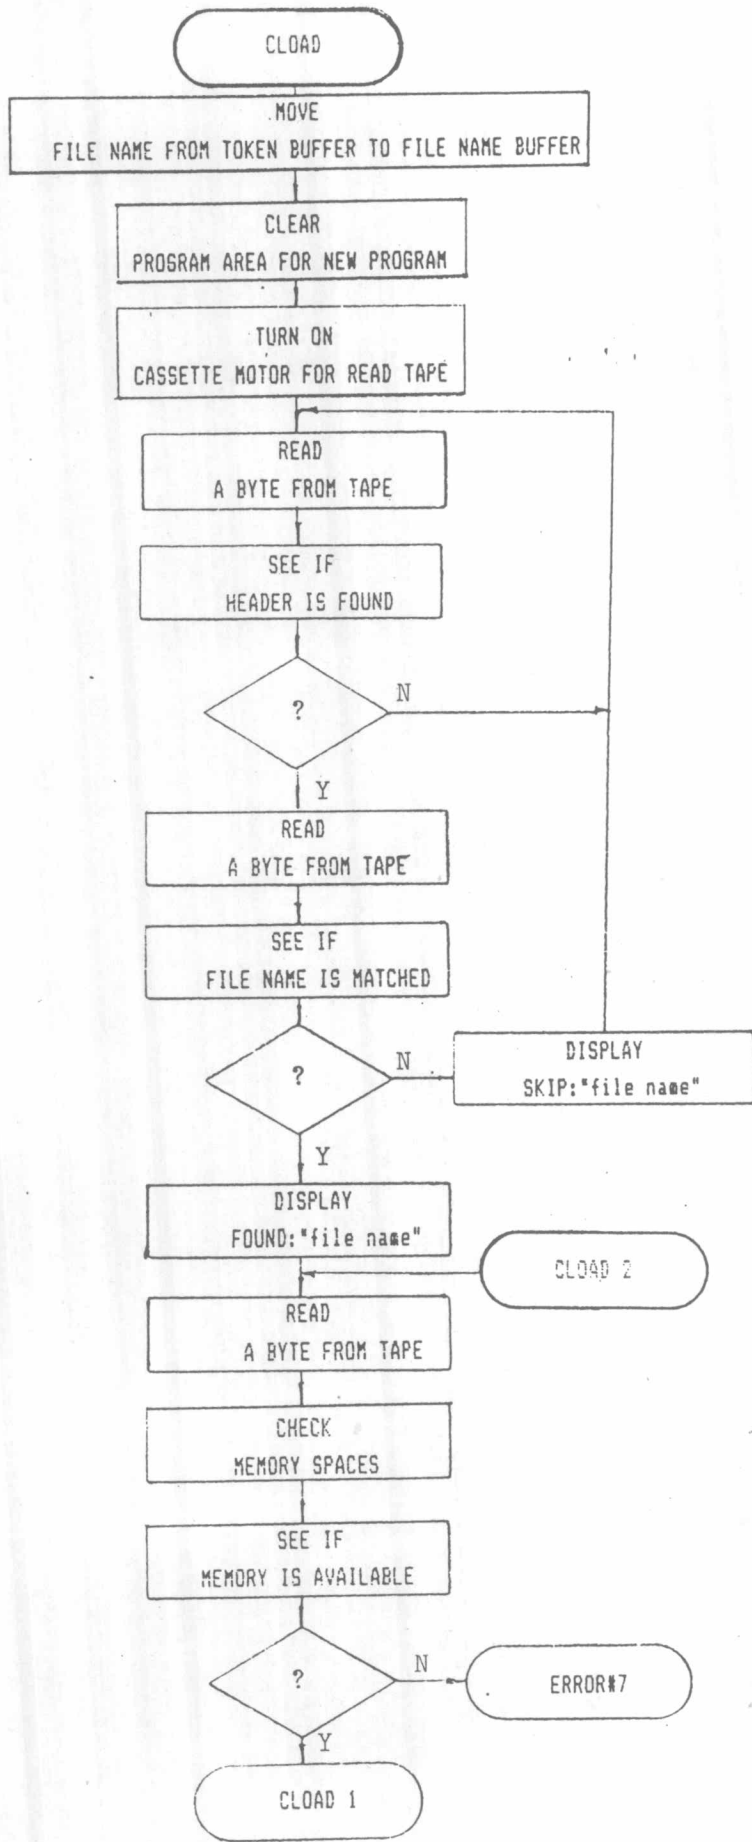 CLOAD
MOVE
FILE NAME FROM TOKEN BUFFER TO FILE NAME BUFFER
CLEAR
PROGRAM AREA FOR NEW PROGRAM
TURN ON
CASSETTE MOTOR FOR READ TAPE
READ
A BYTE FROM TAPE
SEE IF
HEADER IS FOUND
?
N
Y
READ
A BYTE FROM TAPE
SEE IF
FILE NAME IS MATCHED
?
N
DISPLAY
SKIP:"file name"
Y
DISPLAY
FOUND:"file name"
CLOAD 2
READ
A BYTE FROM TAPE
CHECK
MEMORY SPACES
SEE IF
MEMORY IS AVAILABLE
?
N
ERROR#7
Y
CLOAD 1